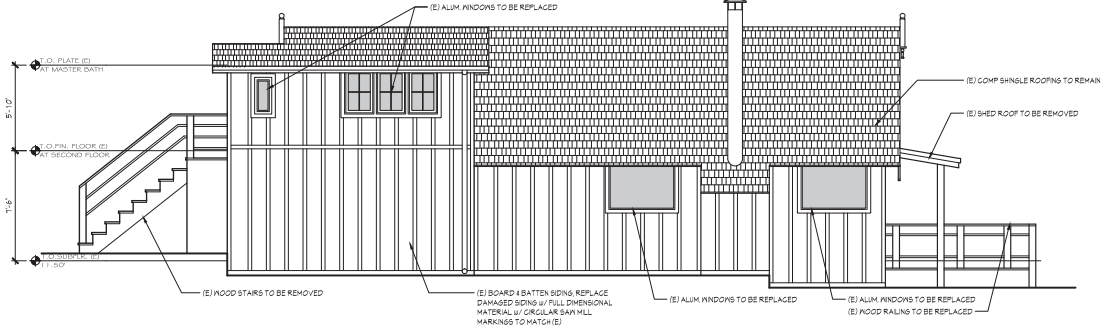 (E) ALUM. WINDOWS TO BE REPLACED
T.O. PLATE (E)
AT MASTER BATH
(E) COMP SHINGLE ROOFING TO REMAIN
5'-10"
(E) SHED ROOF TO BE REMOVED
T.O.FIN. FLOOR (E)
AT SECOND FLOOR
7'-6"
T.O.SUBFLR. (E)
11.50'
(E) WOOD STAIRS TO BE REMOVED
(E) BOARD & BATTEN SIDING, REPLACE
DAMAGED SIDING w/ FULL DIMENSIONAL
MATERIAL w/ CIRCULAR SAW MILL
MARKINGS TO MATCH (E)
(E) ALUM. WINDOWS TO BE REPLACED
(E) ALUM. WINDOWS TO BE REPLACED
(E) WOOD RAILING TO BE REPLACED